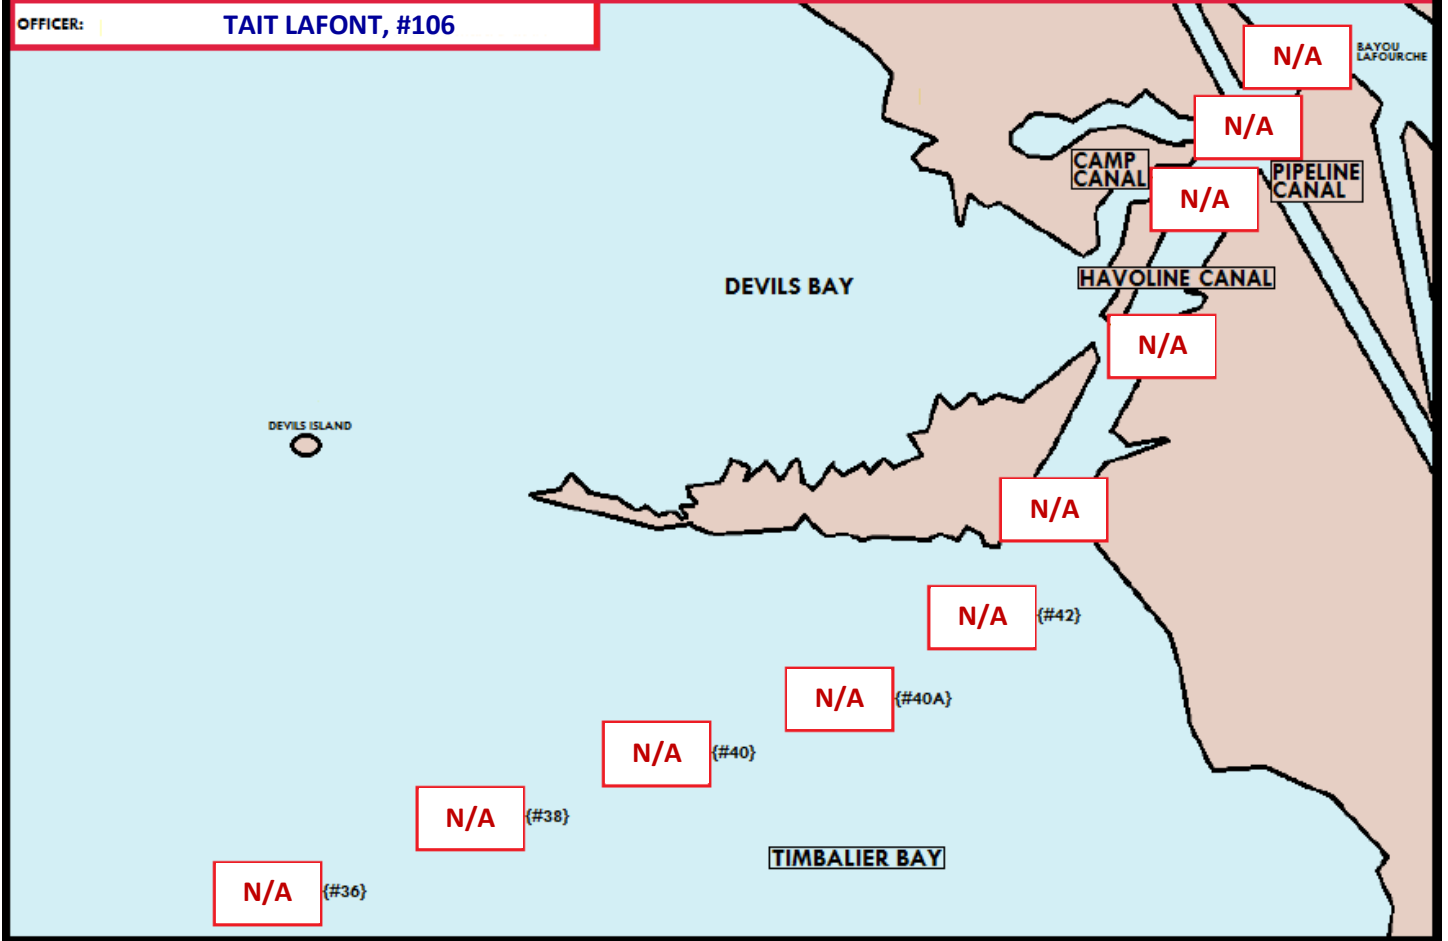 OFFICER: TAIT LAFONT, #106
N/A
BAYOU
LAFOURCHE
N/A
CAMP
CANAL
PIPELINE
CANAL
N/A
HAVOLINE CANAL
DEVILS BAY
N/A
DEVILS ISLAND
N/A
N/A {#42}
N/A {#40A}
N/A {#40}
N/A {#38}
TIMBALIER BAY
N/A {#36}